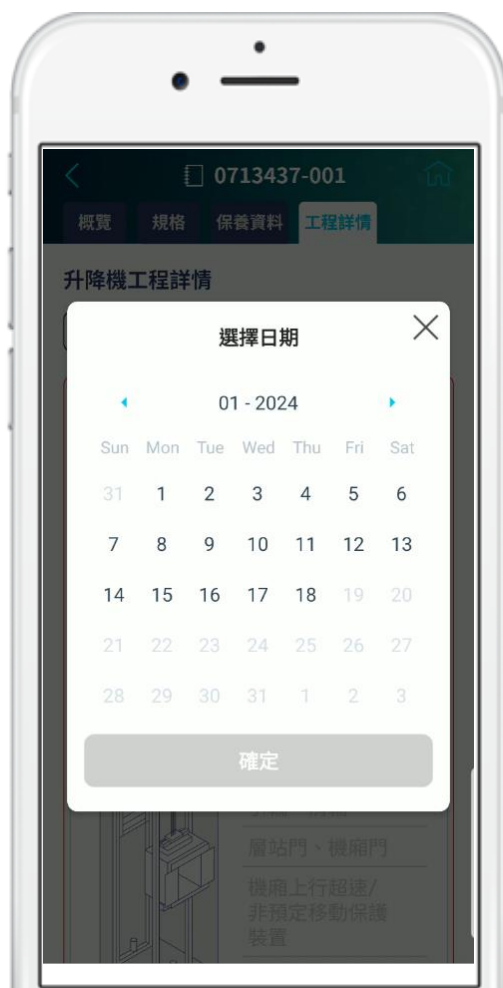 0713437-001
概覽 規格 保養資料 工程詳情
升降機工程詳情
選擇日期
01 - 2024
Sun Mon Tue Wed Thu Fri Sat
31 1 2 3 4 5 6
7 8 9 10 11 12 13
14 15 16 17 18 19 20
21 22 23 24 25 26 27
28 29 30 31 1 2 3
確定
層站門、機廂門
機廂上行超速/
非預定移動保護
裝置